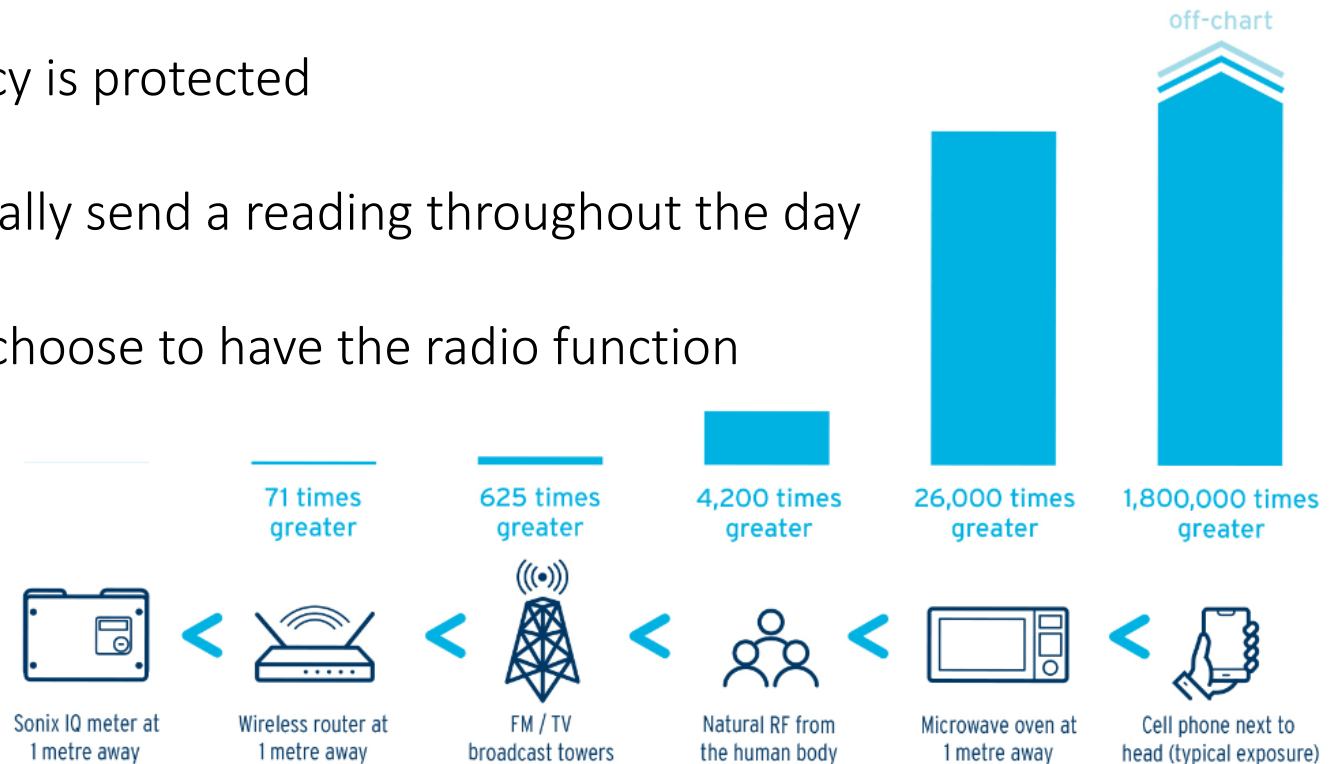 off-chart
cy is protected
ally send a reading throughout the day
choose to have the radio function
71 times
greater
625 times
greater
4,200 times
greater
26,000 times
greater
1,800,000 times
greater
Sonix IQ meter at
1 metre away
Wireless router at
1 metre away
FM / TV
broadcast towers
Natural RF from
the human body
Microwave oven at
1 metre away
Cell phone next to
head (typical exposure)